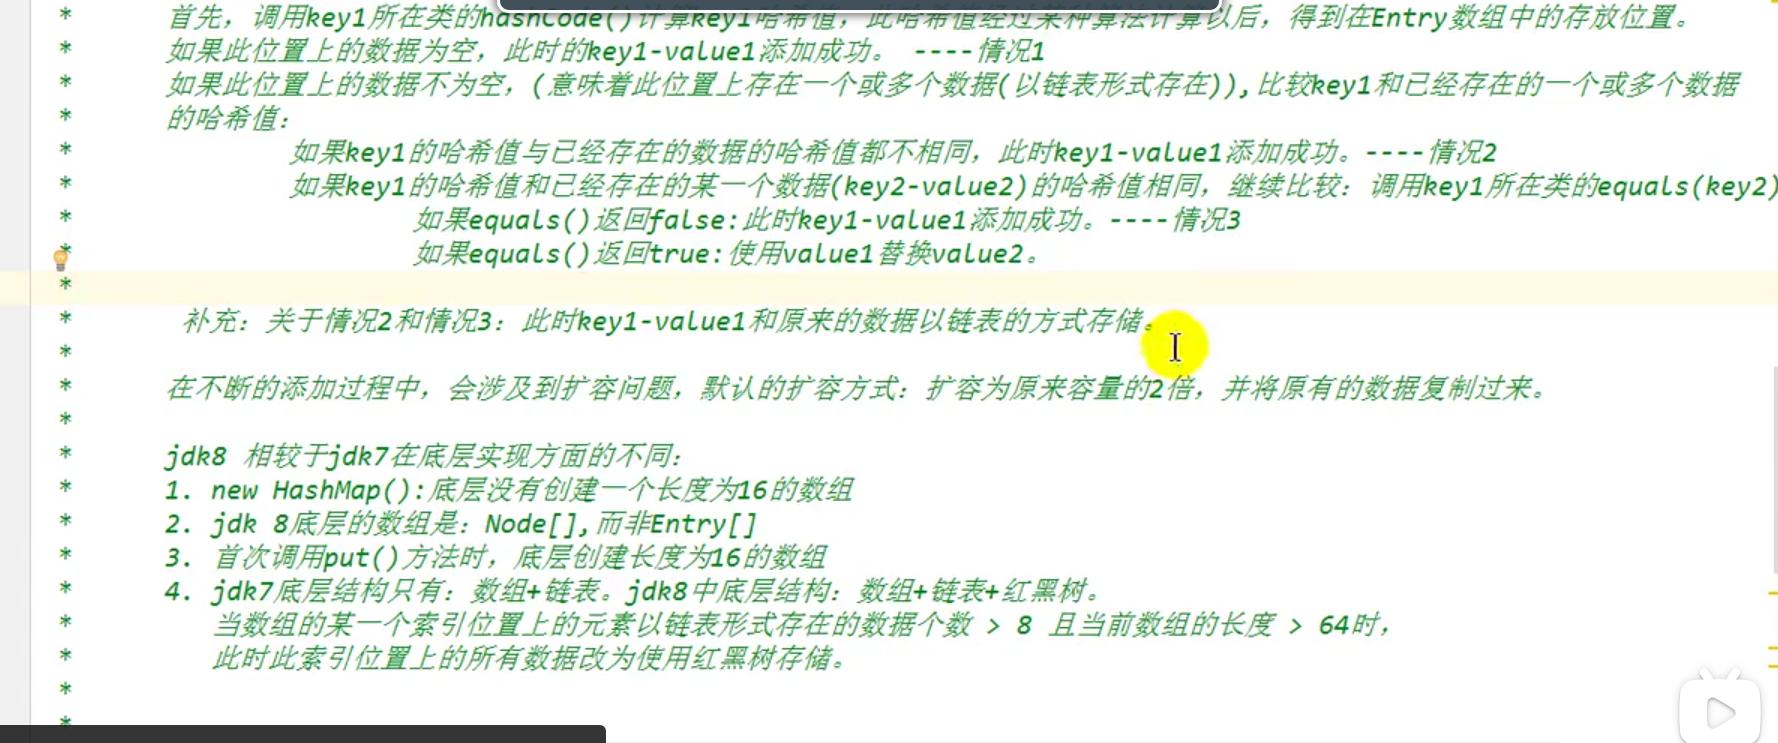 * 首先，调用key1所在类的hashCode()计算key1哈希值，此哈希值经过某种算法计算以后，得到在Entry数组中的存放位置。
* 如果此位置上的数据为空，此时的key1-value1添加成功。 ----情况1
* 如果此位置上的数据不为空，(意味着此位置上存在一个或多个数据(以链表形式存在)),比较key1和已经存在的一个或多个数据
* 的哈希值：
* 如果key1的哈希值与已经存在的数据的哈希值都不相同，此时key1-value1添加成功。----情况2
* 如果key1的哈希值和已经存在的某一个数据(key2-value2)的哈希值相同，继续比较：调用key1所在类的equals(key2)
* 如果equals()返回false:此时key1-value1添加成功。----情况3
* 如果equals()返回true:使用value1替换value2。
*
* 补充：关于情况2和情况3：此时key1-value1和原来的数据以链表的方式存储。
*
* 在不断的添加过程中，会涉及到扩容问题，默认的扩容方式：扩容为原来容量的2倍，并将原有的数据复制过来。
*
* jdk8 相较于jdk7在底层实现方面的不同：
* 1. new HashMap():底层没有创建一个长度为16的数组
* 2. jdk 8底层的数组是：Node[],而非Entry[]
* 3. 首次调用put()方法时，底层创建长度为16的数组
* 4. jdk7底层结构只有：数组+链表。jdk8中底层结构：数组+链表+红黑树。
* 当数组的某一个索引位置上的元素以链表形式存在的数据个数 > 8 且当前数组的长度 > 64时，
* 此时此索引位置上的所有数据改为使用红黑树存储。
*
*